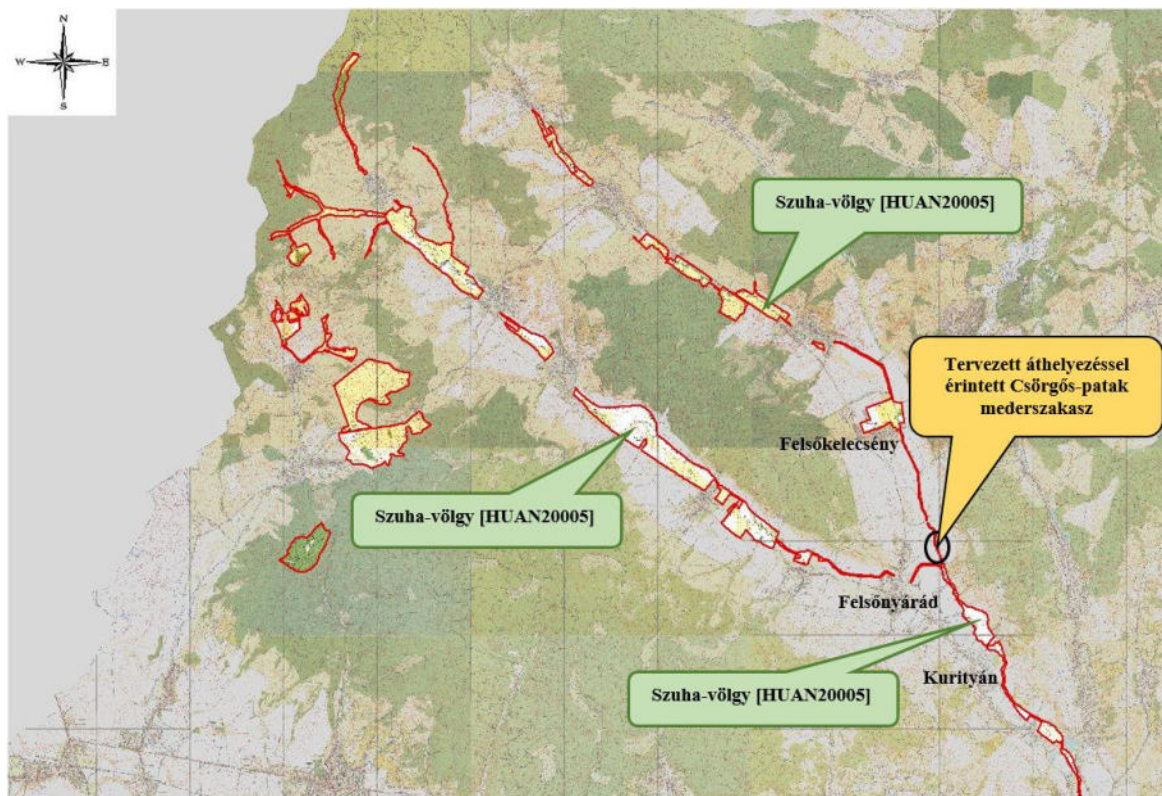 N
W E
S
Szuha-völgy [HUAN20005]
Tervezett áthelyezéssel
érintett Csörgős-patak
mederszakasz
Felsőkelecsény
Szuha-völgy [HUAN20005]
Felsőnyárád
Szuha-völgy [HUAN20005]
Kurityán